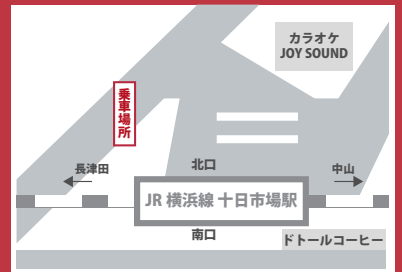 カラオケ
JOY SOUND
乗車場所
長津田
北口
中山
JR 横浜線 十日市場駅
南口
ドトールコーヒー